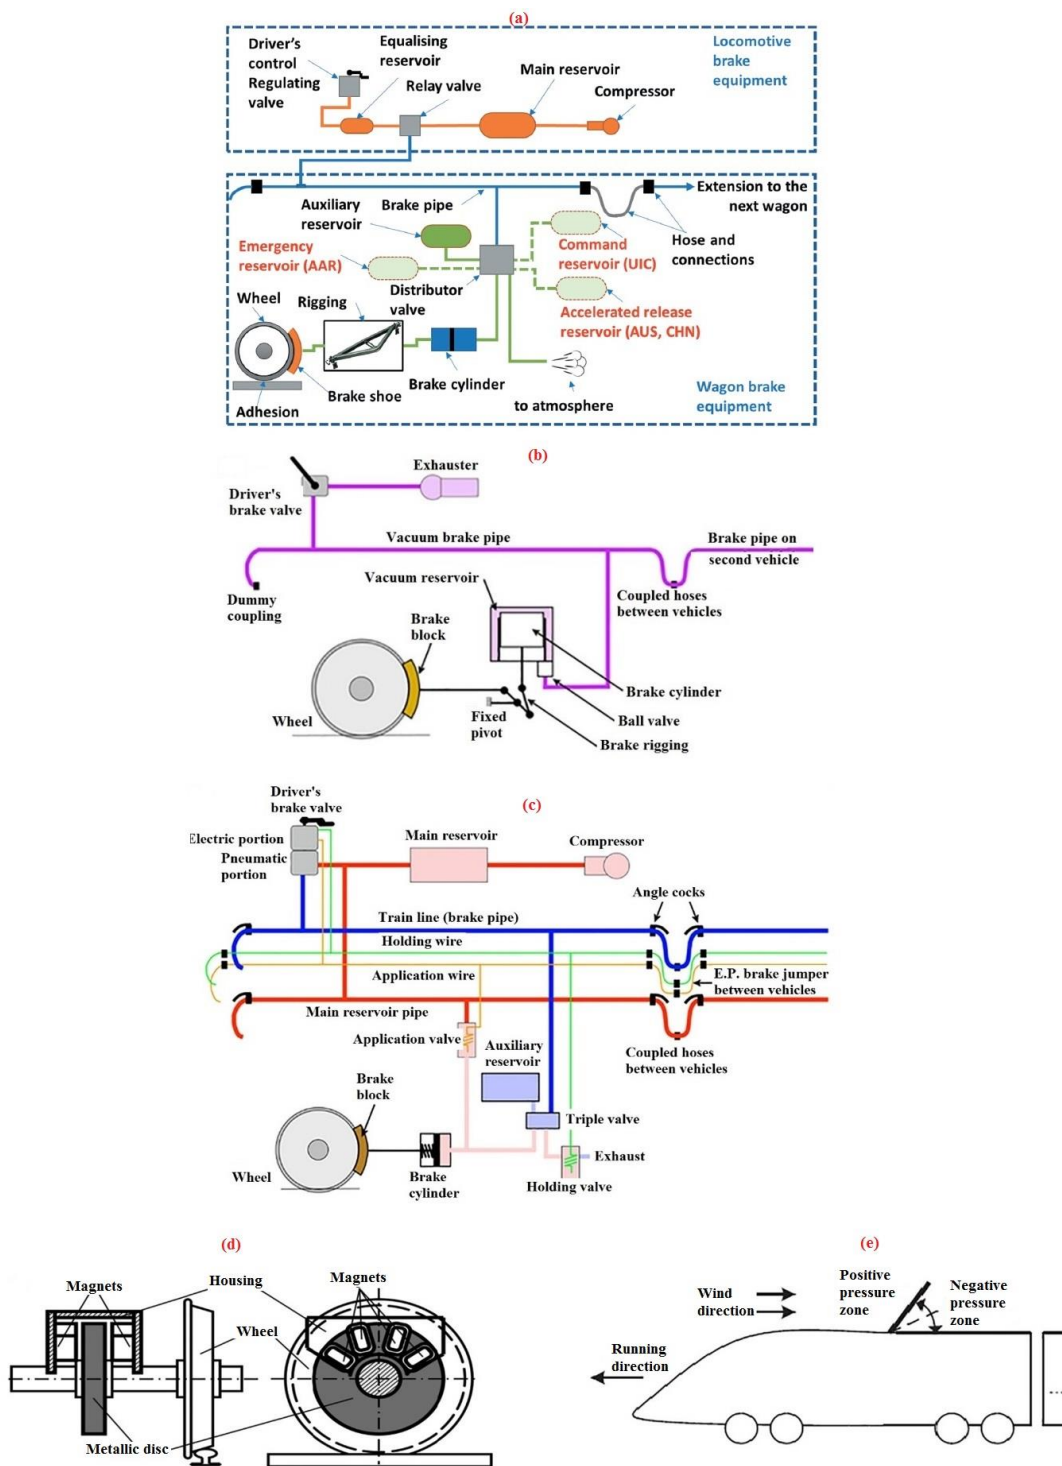 (a)
Driver's
control
Regulating
valve
Equalising
reservoir
Relay valve
Main reservoir
Compressor
Locomotive
brake
equipment
Auxiliary
reservoir
Brake pipe
Extension to the
next wagon
Hose and
connections
Emergency
reservoir (AAR)
Command
reservoir (UIC)
Distributor
valve
Accelerated release
reservoir (AUS, CHN)
Wheel
Rigging
Brake shoe
Brake cylinder
Adhesion
to atmosphere
Wagon brake
equipment
(b)
Driver's
brake valve
Exhauster
Vacuum brake pipe
Brake pipe on
second vehicle
Dummy
coupling
Vacuum reservoir
Coupled hoses
between vehicles
Brake
block
Wheel
Fixed
pivot
Brake cylinder
Ball valve
Brake rigging
(c)
Driver's
brake valve
Electric portion
Pneumatic
portion
Main reservoir
Compressor
Angle cocks
Train line (brake pipe)
Holding wire
Application wire
E.P. brake jumper
between vehicles
Main reservoir pipe
Application valve
Auxiliary
reservoir
Coupled hoses
between vehicles
Brake
block
Triple valve
Wheel
Brake
cylinder
Exhaust
Holding valve
(d)
Magnets
Housing
Magnets
Wheel
Metallic disc
(e)
Wind
direction
Positive
pressure
zone
Negative
pressure
zone
Running
direction